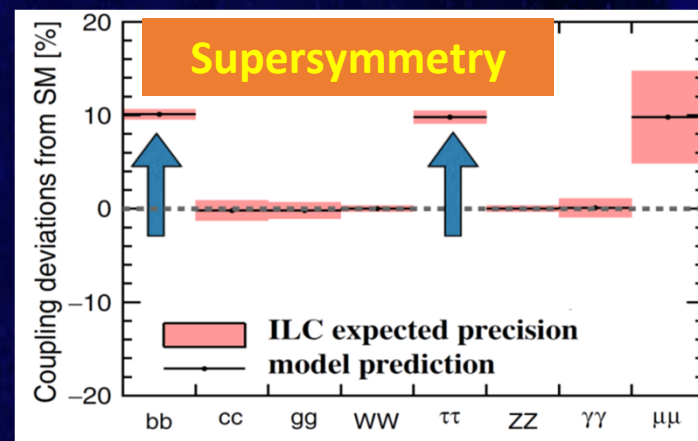 Supersymmetry
Coupling deviations from SM [%]
20
10
0
−10
−20
ILC expected precision
model prediction
bb cc gg WW ττ ZZ γγ μμ